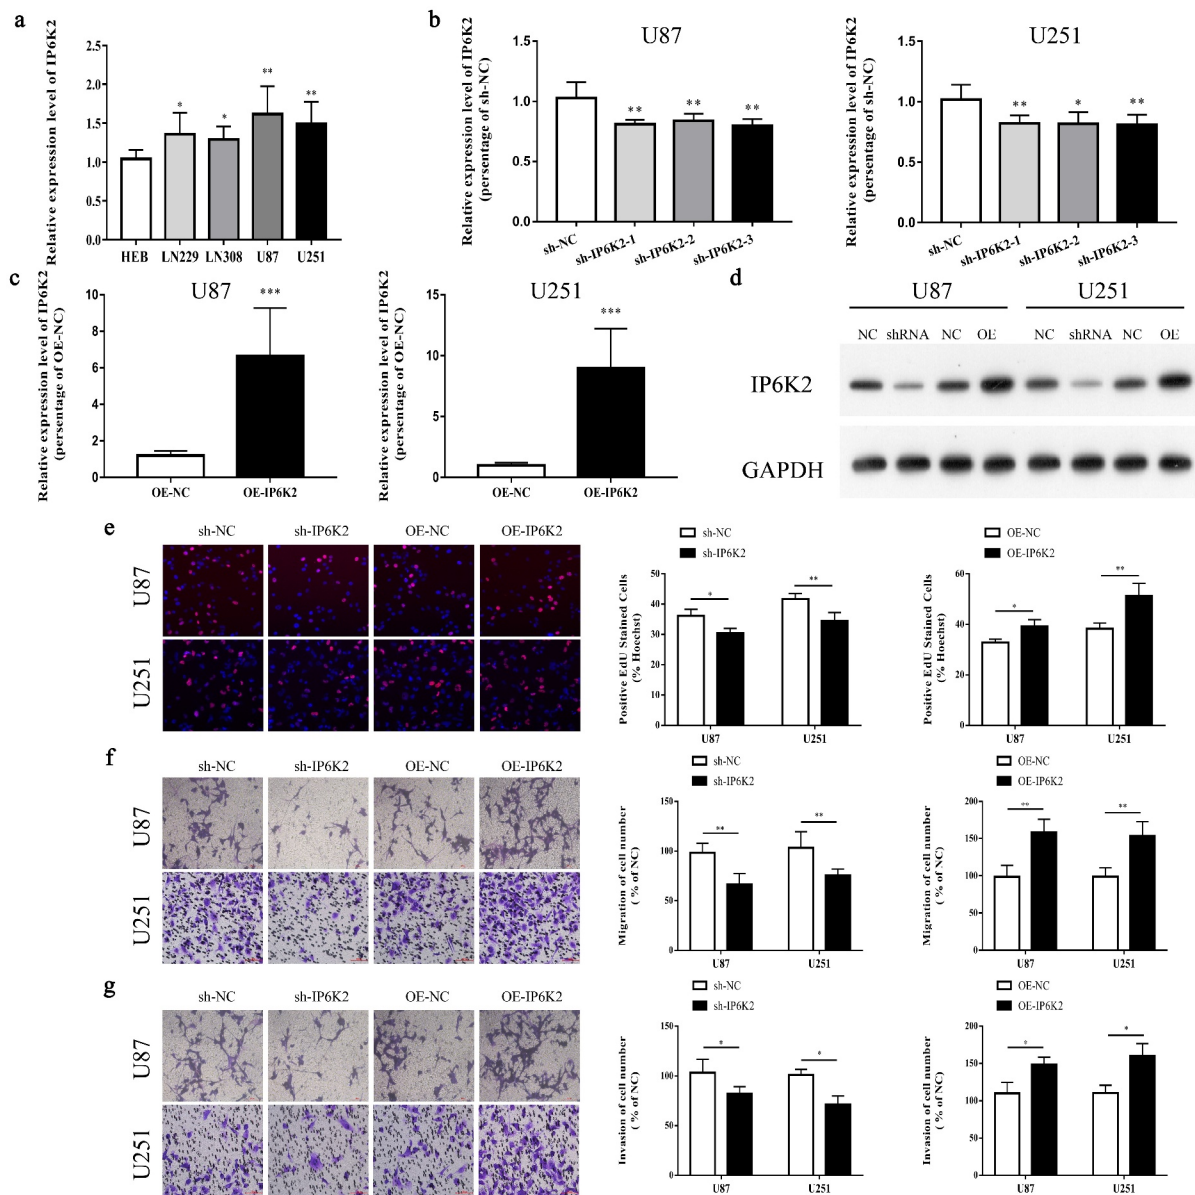 a
Relative expression level of IP6K2
2.5
2.0
1.5
1.0
0.5
0.0
*
*
**
**
HEB LN229 LN308 U87 U251
b
U87
Relative expression level of IP6K2
(persentage of sh-NC)
1.5
1.0
0.5
0.0
**
**
**
sh-NC
sh-IP6K2-1
sh-IP6K2-2
sh-IP6K2-3
U251
Relative expression level of IP6K2
(persentage of sh-NC)
1.5
1.0
0.5
0.0
**
*
**
sh-NC
sh-IP6K2-1
sh-IP6K2-2
sh-IP6K2-3
c
U87
Relative expression level of IP6K2
(persentage of OE-NC)
10
8
6
4
2
0
***
OE-NC OE-IP6K2
U251
Relative expression level of IP6K2
(persentage of OE-NC)
15
10
5
0
***
OE-NC OE-IP6K2
d
U87 U251
NC shRNA NC OE NC shRNA NC OE
IP6K2
GAPDH
e
sh-NC sh-IP6K2 OE-NC OE-IP6K2
U87
U251
sh-NC
sh-IP6K2
Positive EdU Stained Cells
(% Hoechst)
50
40
30
20
10
0
*
**
U87 U251
OE-NC
OE-IP6K2
Positive EdU Stained Cells
(% Hoechst)
60
40
20
0
*
**
U87 U251
f
sh-NC sh-IP6K2 OE-NC OE-IP6K2
U87
U251
sh-NC
sh-IP6K2
Migration of ccell number
( % of NC)
150
100
50
0
**
**
U87 U251
OE-NC
OE-IP6K2
Migration of cell number
( % of NC)
200
150
100
50
0
**
**
U87 U251
g
sh-NC sh-IP6K2 OE-NC OE-IP6K2
U87
U251
sh-NC
sh-IP6K2
Invasion of cell number
( % of NC)
150
100
50
0
*
*
U87 U251
OE-NC
OE-IP6K2
Invasion of cell number
( % of NC)
200
150
100
50
0
*
*
U87 U251